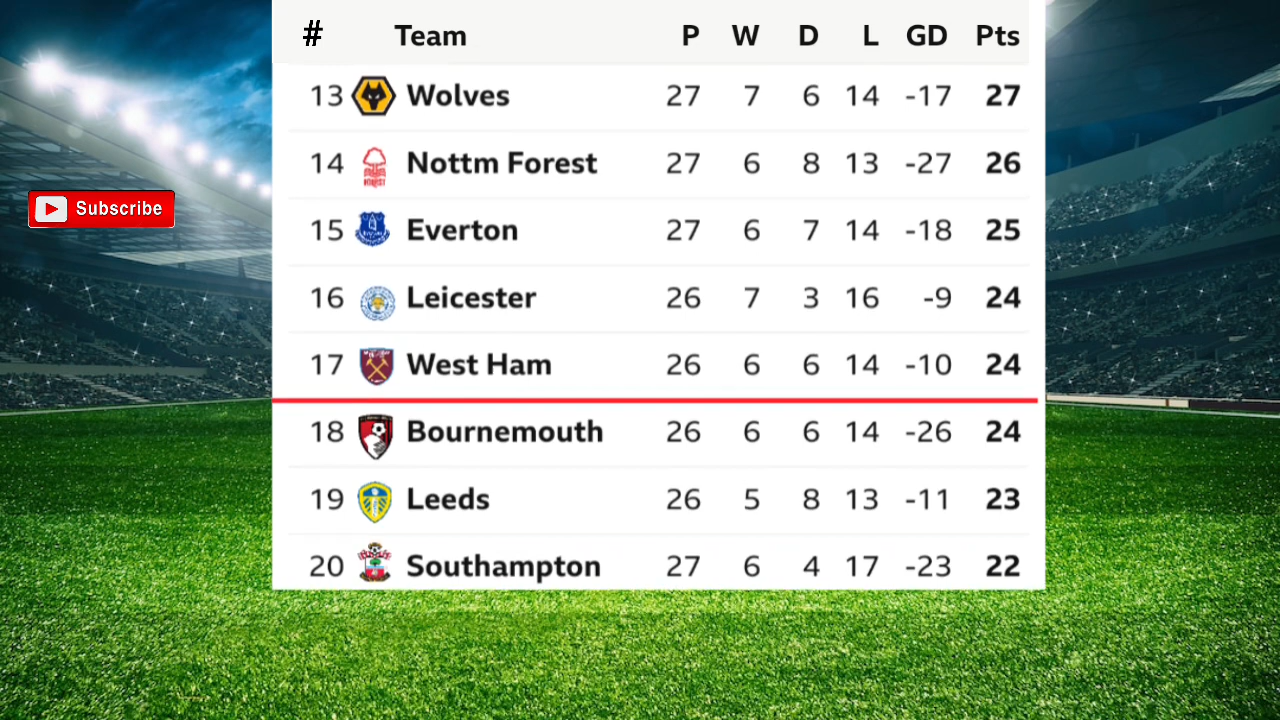 # Team P W D L GD Pts
13 Wolves 27 7 6 14 -17 27
14 Nottm Forest 27 6 8 13 -27 26
15 Everton 27 6 7 14 -18 25
16 Leicester 26 7 3 16 -9 24
17 West Ham 26 6 6 14 -10 24
Subscribe
18 Bournemouth 26 6 6 14 -26 24
19 Leeds 26 5 8 13 -11 23
20 Southampton 27 6 4 17 -23 22